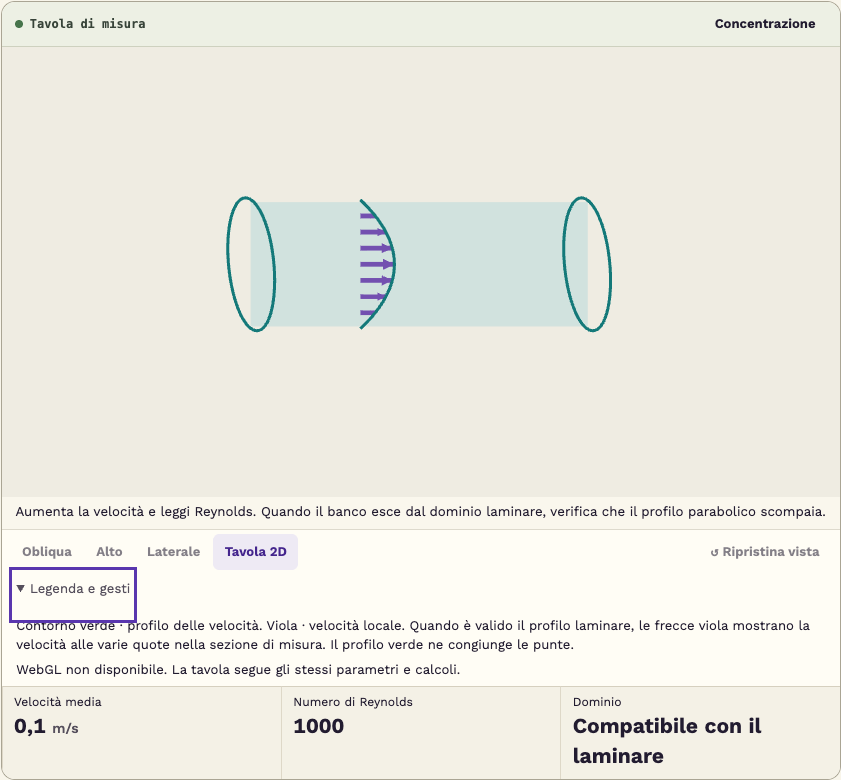 Tavola di misura
Concentrazione
Aumenta la velocità e leggi Reynolds. Quando il banco esce dal dominio laminare, verifica che il profilo parabolico scompaia.
Obliqua Alto Laterale Tavola 2D ↺ Ripristina vista
▼ Legenda e gesti
Contorno verde · profilo delle velocità. Viola · velocità locale. Quando è valido il profilo laminare, le frecce viola mostrano la
velocità alle varie quote nella sezione di misura. Il profilo verde ne congiunge le punte.
WebGL non disponibile. La tavola segue gli stessi parametri e calcoli.
Velocità media
0,1 m/s
Numero di Reynolds
1000
Dominio
Compatibile con il
laminare